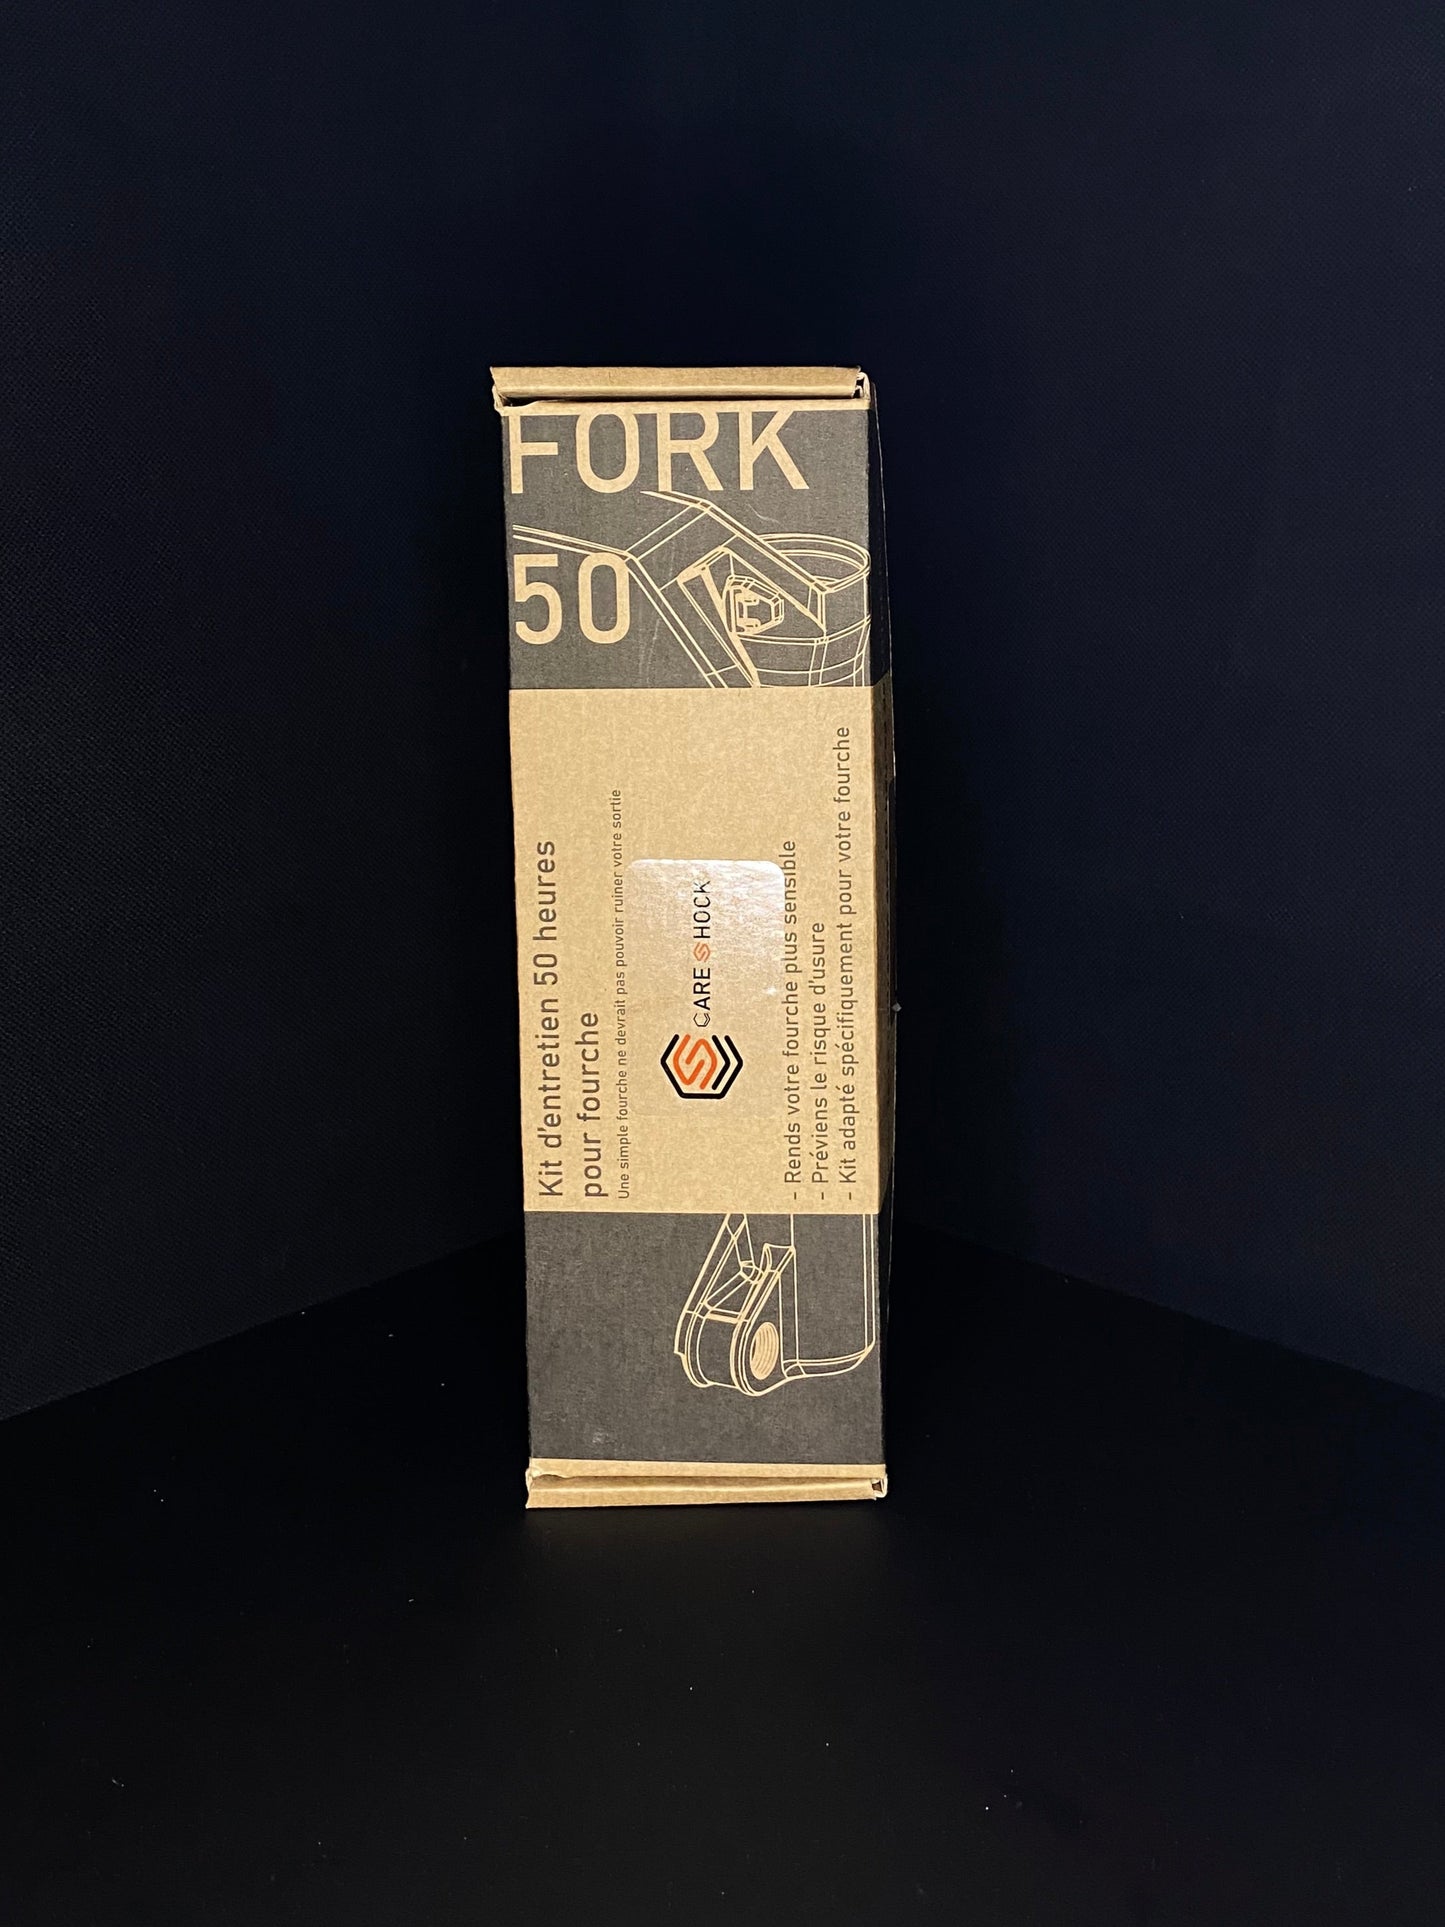 FORK
50
Kit d'entretien 50 heures
pour fourche
Une simple fourche ne devrait pas pouvoir ruiner votre sortie
CARE SHOCK
- Rends votre fourche plus sensible
- Préviens le risque d'usure
- Kit adapté spécifiquement pour votre fourche